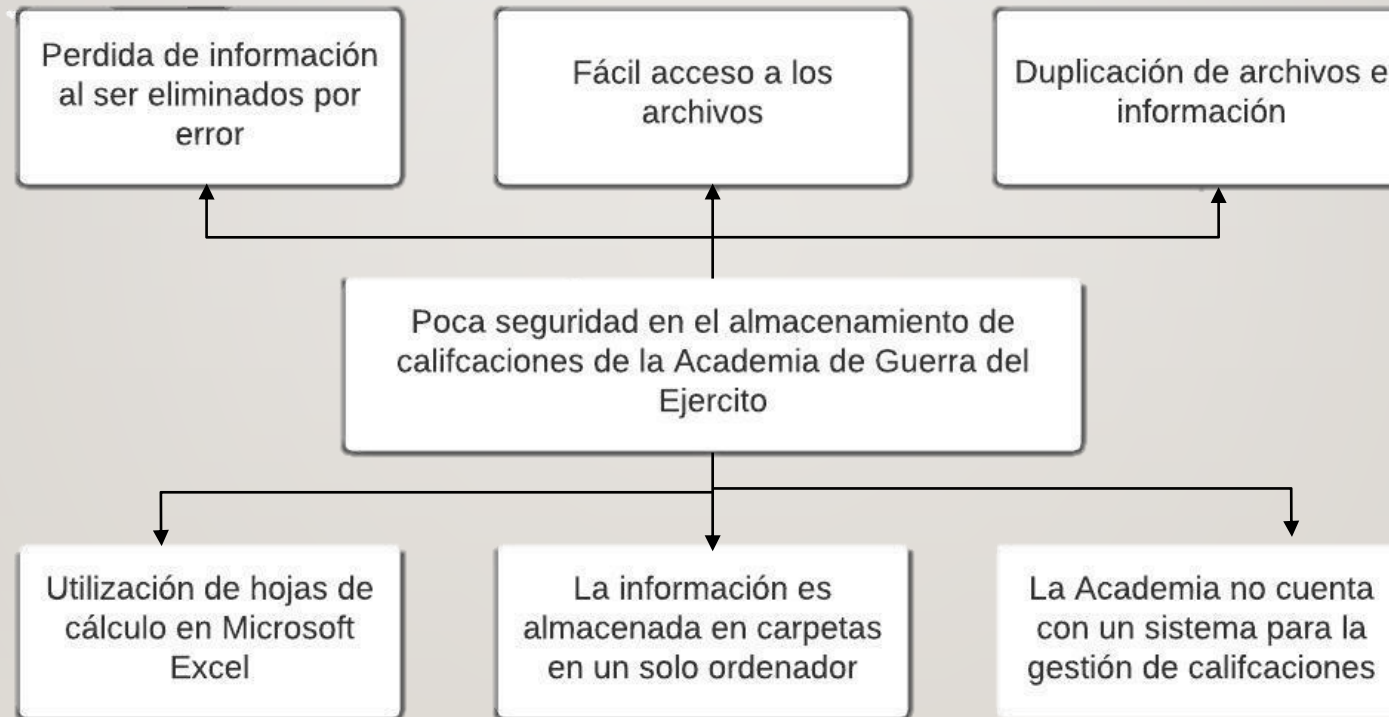 Perdida de información
al ser eliminados por
error
Fácil acceso a los
archivos
Duplicación de archivos e
información
Poca seguridad en el almacenamiento de
califcaciones de la Academia de Guerra del
Ejercito
Utilización de hojas de
cálculo en Microsoft
Excel
La información es
almacenada en carpetas
en un solo ordenador
La Academia no cuenta
con un sistema para la
gestión de califcaciones